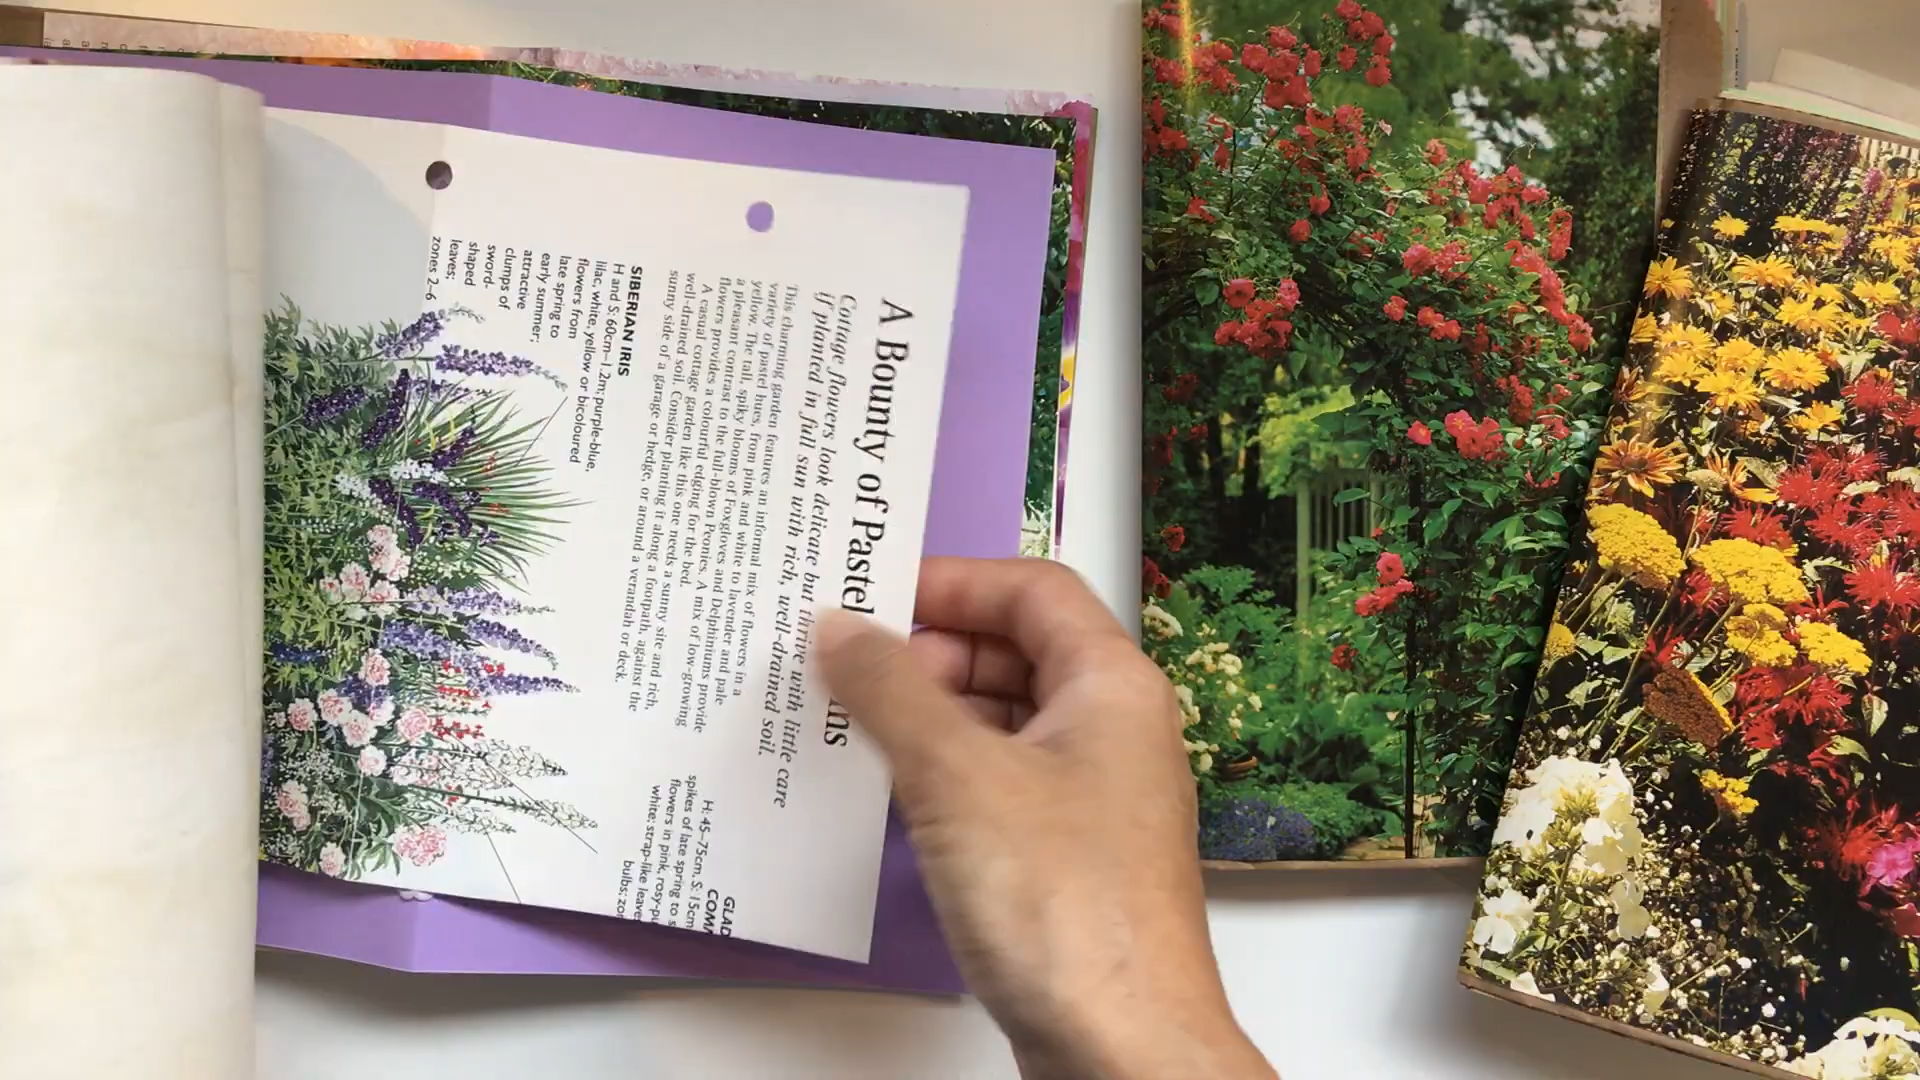 A Bounty of Pastel
Cottage flowers look delicate but thrive with little care
if planted in full sun with rich, well-drained soil.
This charming garden features an informal mix of flowers in a
variety of pastel hues, from pink and white to lavender and pale
yellow. The tall, spiky blooms of Foxgloves and Delphiniums provide
a pleasant contrast to the full-blown Peonies. A mix of low-growing
flowers provides a colourful edging for the bed.
A casual cottage garden like this one needs a sunny site and rich,
well-drained soil. Consider planting it along a footpath, against the
sunny side of a garage or hedge, or around a verandah or deck.
SIBERIAN IRIS
H and S: 60cm–1.2m; purple-blue,
lilac, white, yellow or bicoloured
flowers from
late spring to
early summer;
attractive
clumps of
sword-
shaped
leaves;
zones 2–6
GLAD
COMM
H: 45–75cm, S: 15cm
spikes of late spring to s
flowers in pink, rosy-pu
white; strap-like leave
bulbs; zon